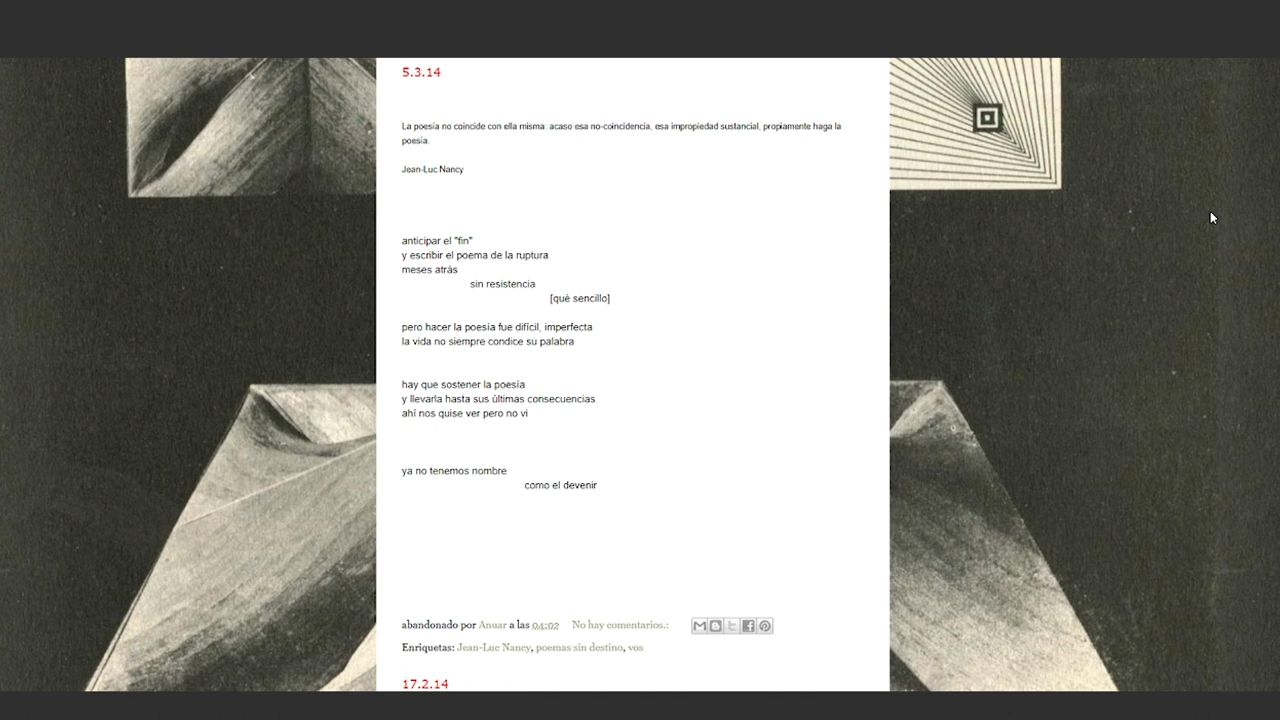 5.3.14
La poesía no coincide con ella misma: acaso esa no-coincidencia, esa impropiedad sustancial, propiamente haga la
poesía.
Jean-Luc Nancy
anticipar el "fin"
y escribir el poema de la ruptura
meses atrás
sin resistencia
[qué sencillo]
pero hacer la poesía fue difícil, imperfecta
la vida no siempre condice su palabra
hay que sostener la poesía
y llevarla hasta sus últimas consecuencias
ahí nos quise ver pero no vi
ya no tenemos nombre
como el devenir
abandonado por Anuar a las 04:02 No hay comentarios.:
Enriquetas: Jean-Luc Nancy, poemas sin destino, vos
17.2.14